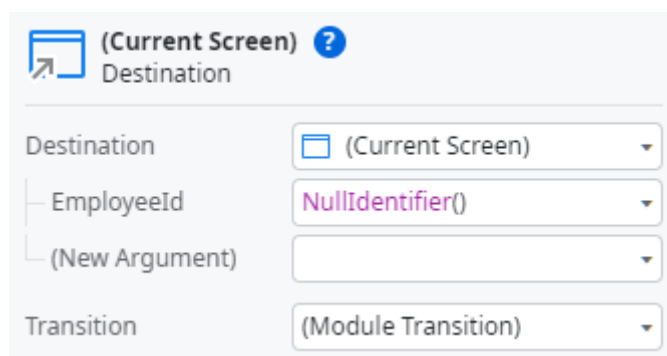 (Current Screen) ?
Destination
Destination (Current Screen)
EmployeeId NullIdentifier()
(New Argument)
Transition (Module Transition)